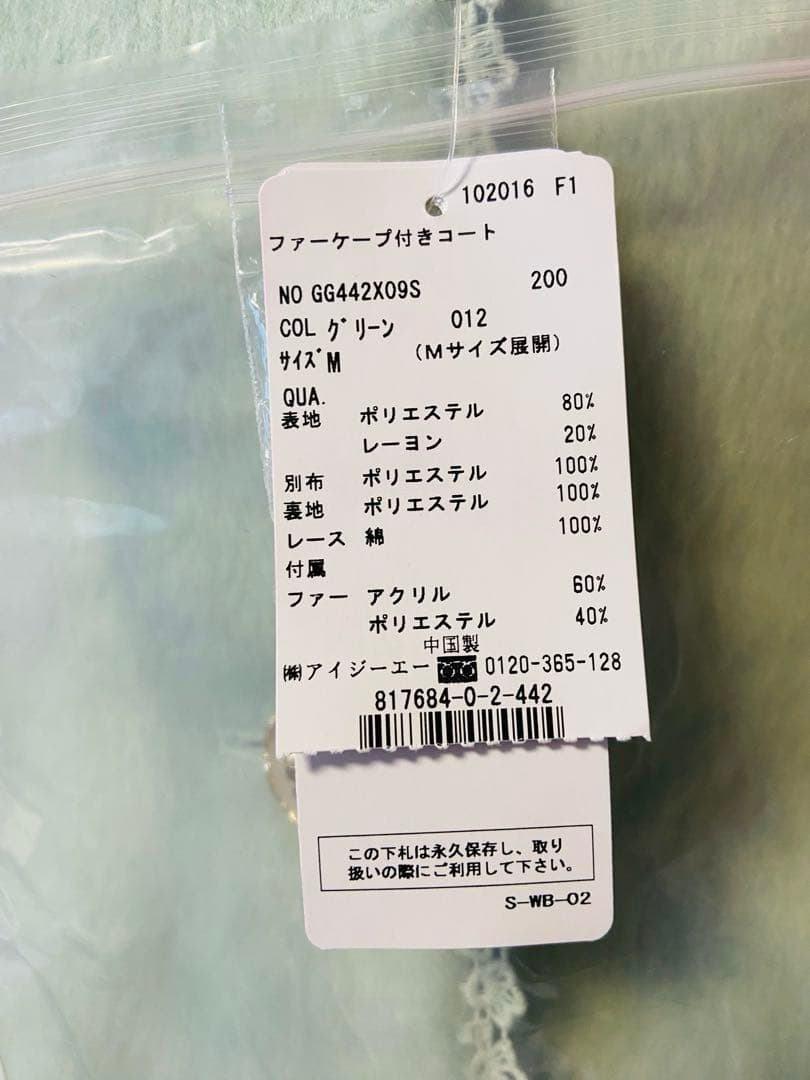 102016 F1
ファーケープ付きコート
NO GG442X09S 200
COL グリーン 012
サイズM (Mサイズ展開)
QUA.
表地 ポリエステル 80%
レーヨン 20%
別布 ポリエステル 100%
裏地 ポリエステル 100%
レース 綿 100%
付属
ファー アクリル 60%
ポリエステル 40%
中国製
㈱アイジーエー 0120-365-128
817684-0-2-442
この下札は永久保存し、取り
扱いの際にご利用して下さい。
S-WB-02